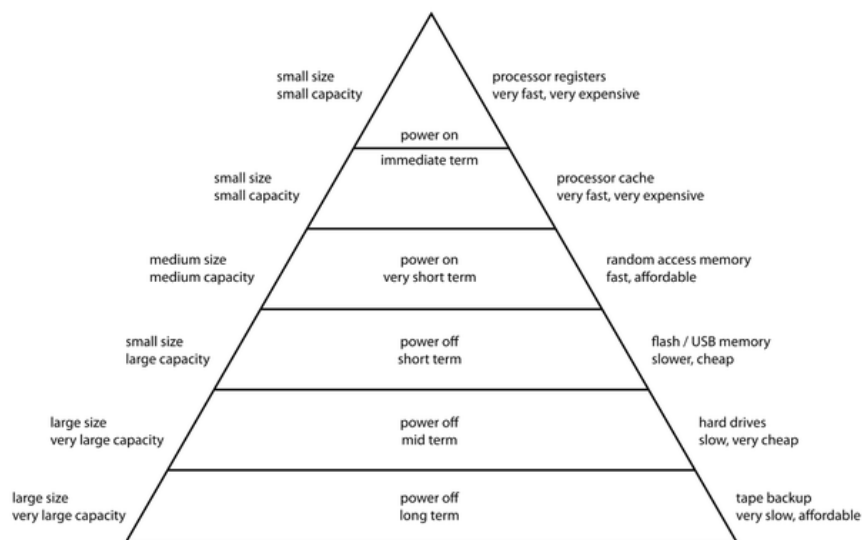 small size
small capacity
processor registers
very fast, very expensive
power on
immediate term
small size
small capacity
processor cache
very fast, very expensive
medium size
medium capacity
power on
very short term
random access memory
fast, affordable
small size
large capacity
power off
short term
flash / USB memory
slower, cheap
large size
very large capacity
power off
mid term
hard drives
slow, very cheap
large size
very large capacity
power off
long term
tape backup
very slow, affordable